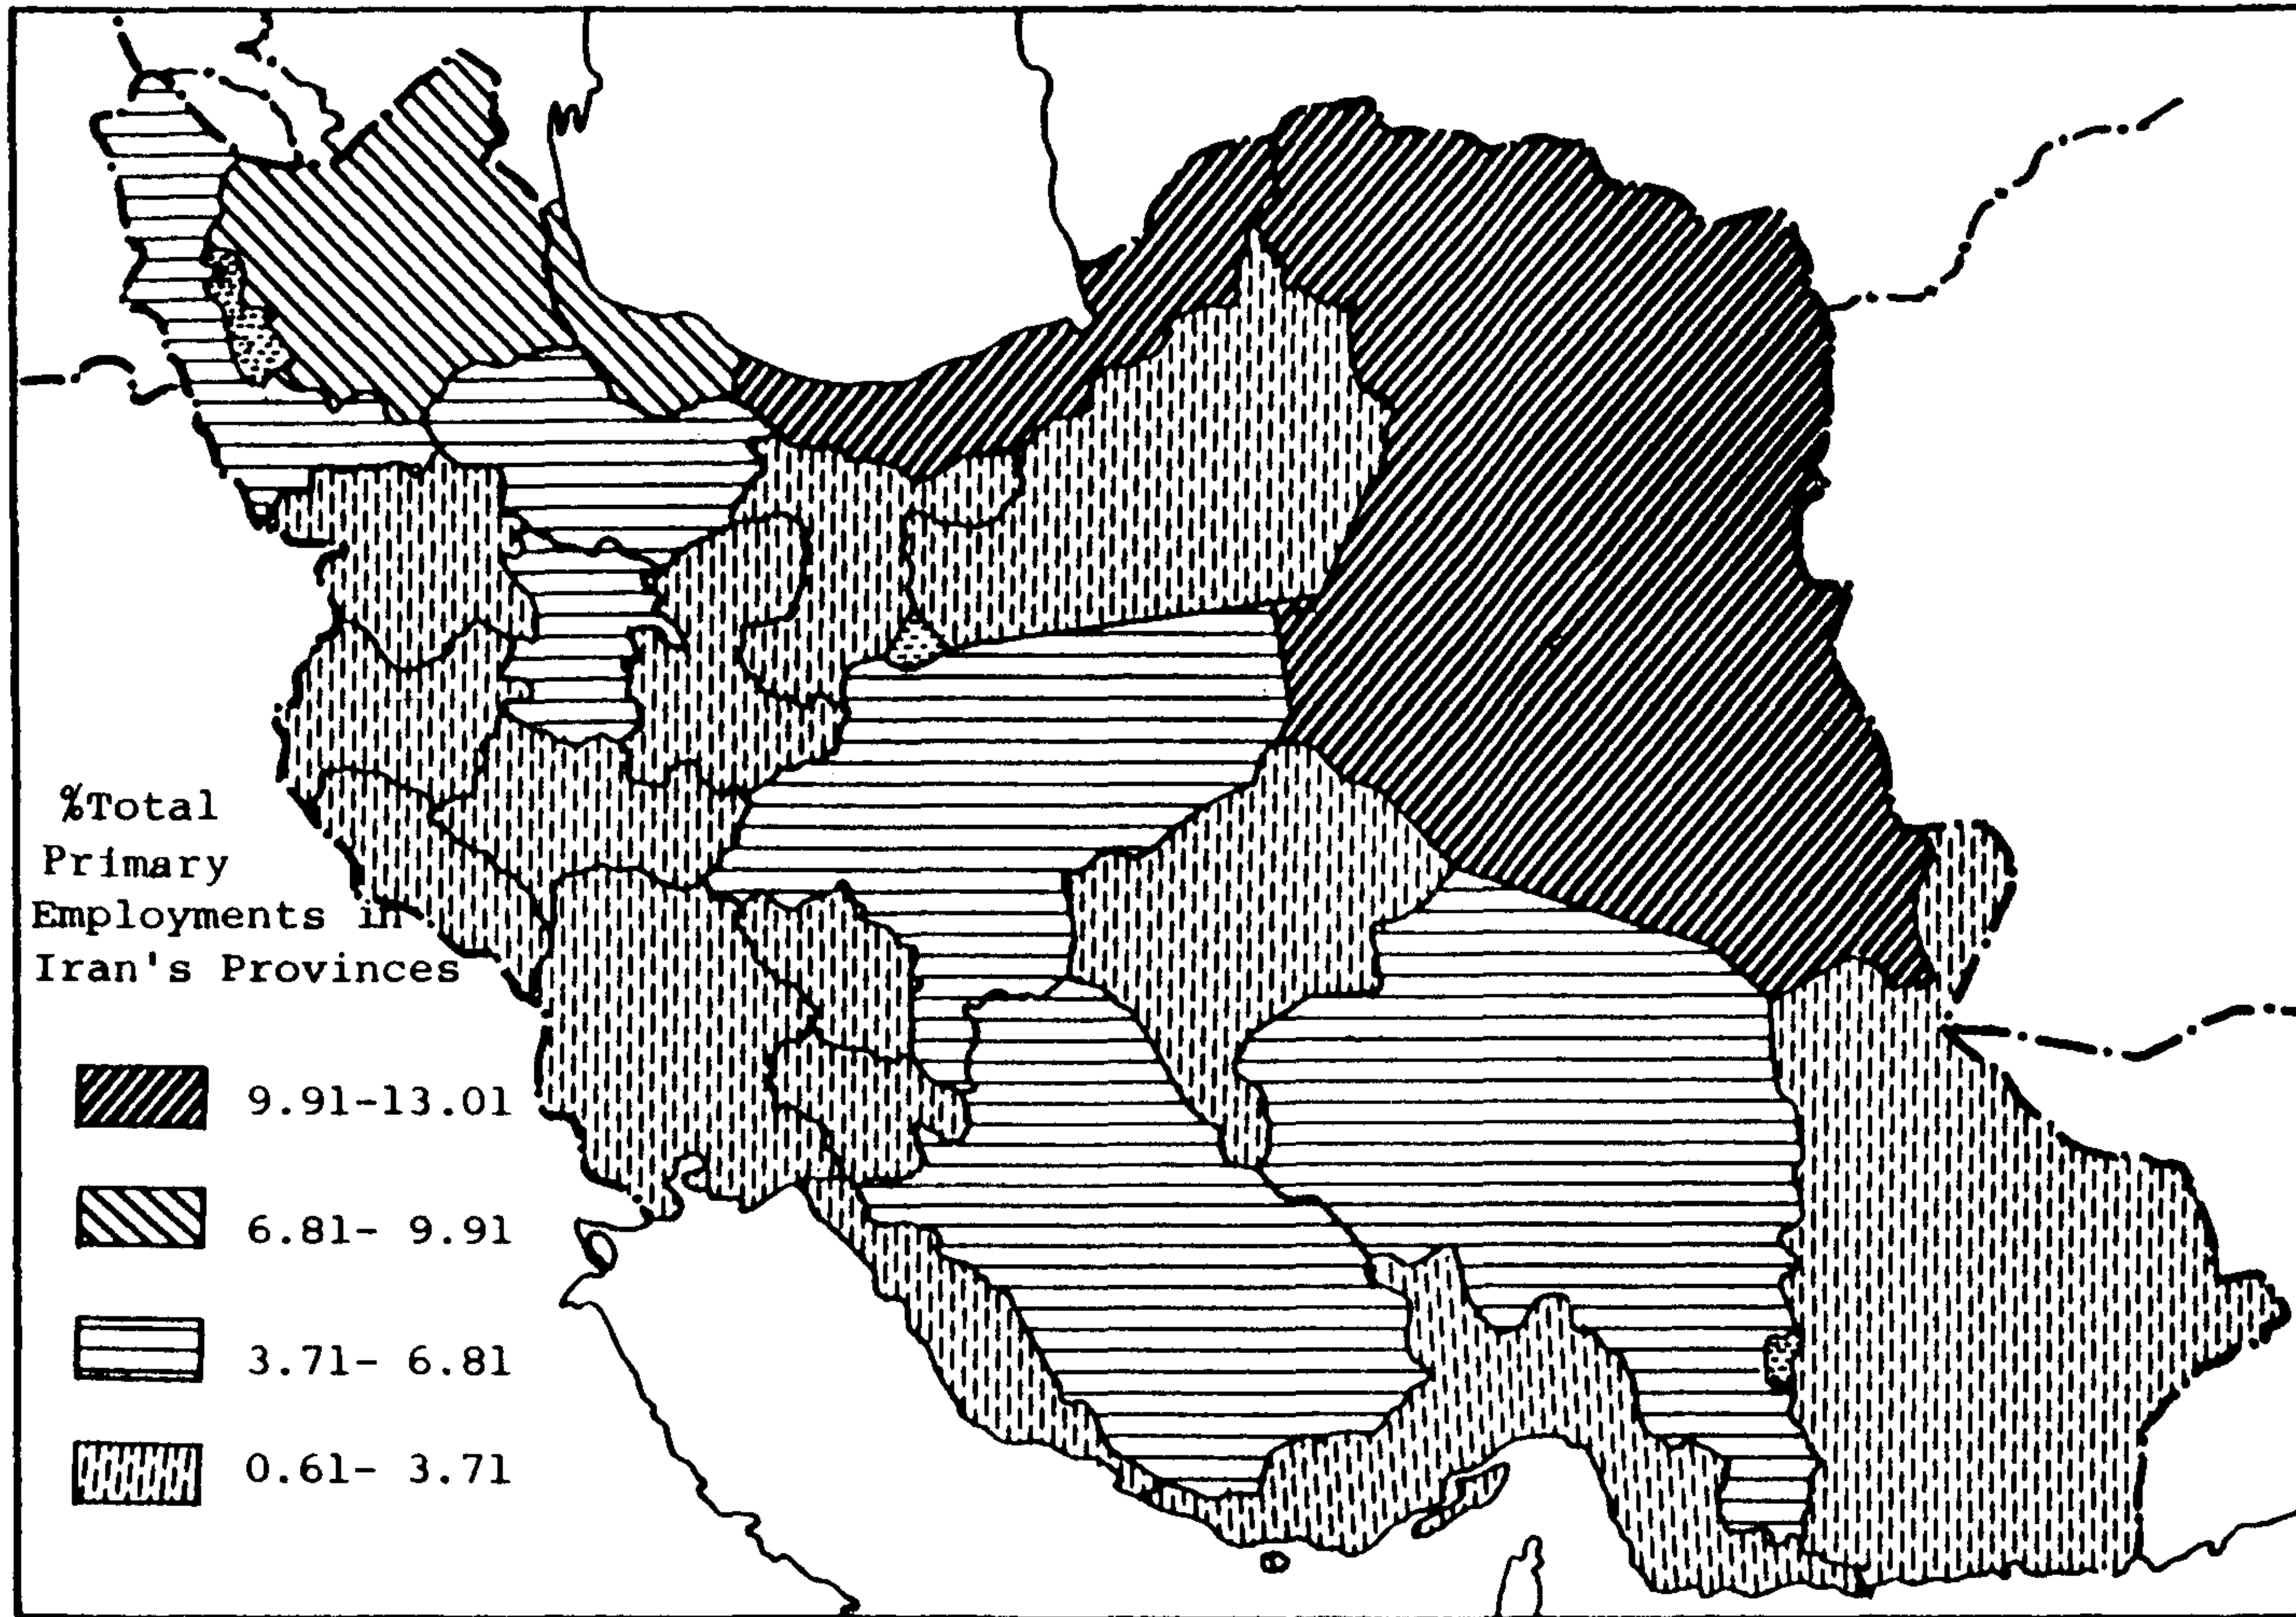 %Total
Primary
Employments in
Iran's Provinces
9.91-13.01
6.81- 9.91
3.71- 6.81
0.61- 3.71